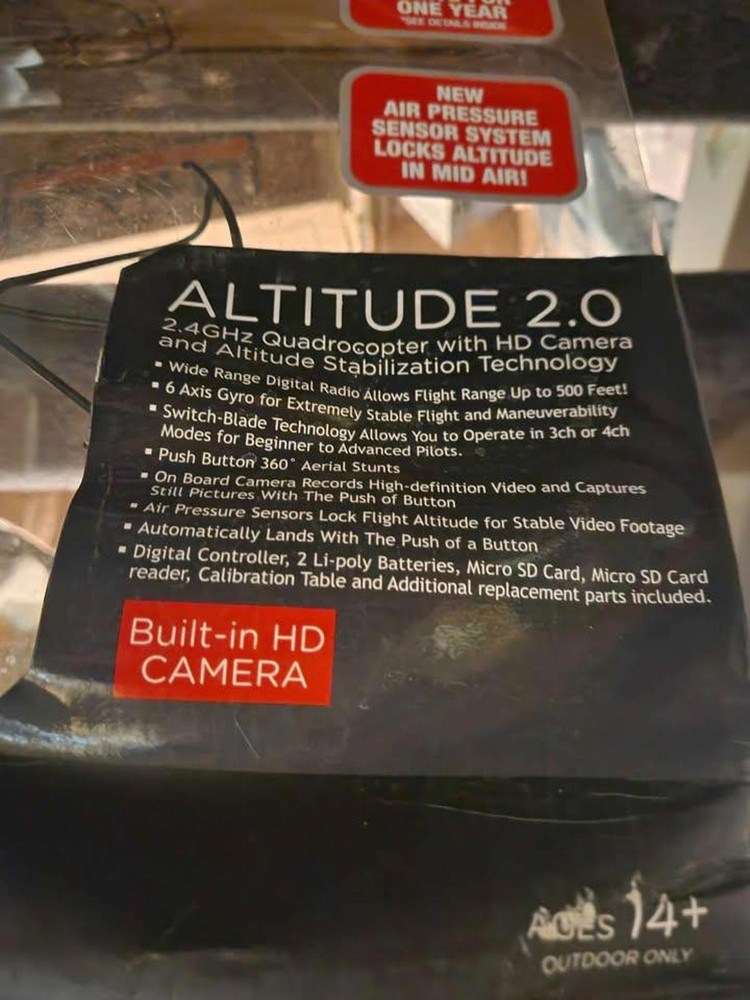 ONE YEAR
*SEE DETAILS INSIDE
NEW
AIR PRESSURE
SENSOR SYSTEM
LOCKS ALTITUDE
IN MID AIR!
ALTITUDE 2.0
2.4GHz Quadrocopter with HD Camera
and Altitude Stabilization Technology
▪ Wide Range Digital Radio Allows Flight Range Up to 500 Feet!
▪ 6 Axis Gyro for Extremely Stable Flight and Maneuverability
▪ Switch-Blade Technology Allows You to Operate in 3ch or 4ch
Modes for Beginner to Advanced Pilots.
▪ Push Button 360° Aerial Stunts
▪ On Board Camera Records High-definition Video and Captures
Still Pictures With The Push of Button
▪ Air Pressure Sensors Lock Flight Altitude for Stable Video Footage
▪ Automatically Lands With The Push of a Button
▪ Digital Controller, 2 Li-poly Batteries, Micro SD Card, Micro SD Card
reader, Calibration Table and Additional replacement parts included.
Built-in HD
CAMERA
AGES 14+
OUTDOOR ONLY